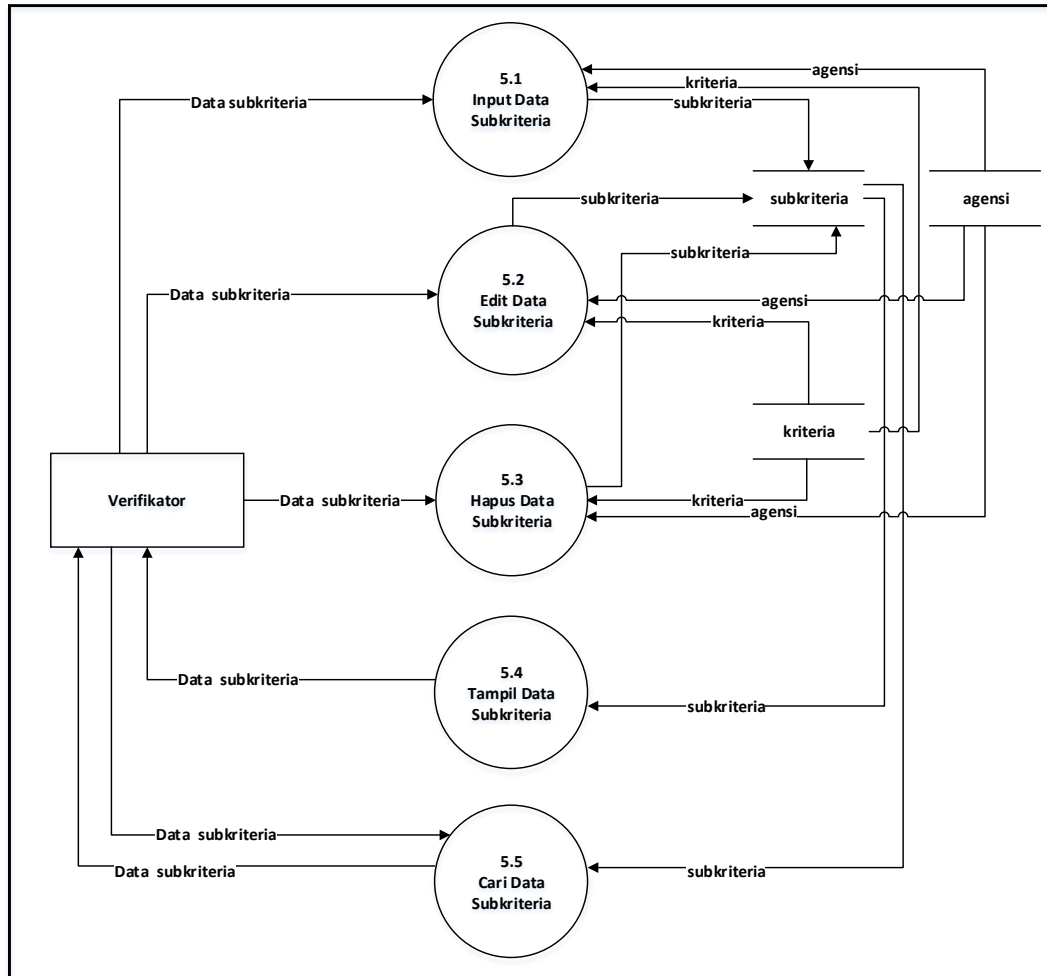 5.1
Input Data
Subkriteria
agensi
kriteria
Data subkriteria
subkriteria
subkriteria
subkriteria
agensi
subkriteria
5.2
Edit Data
Subkriteria
Data subkriteria
agensi
kriteria
kriteria
5.3
Hapus Data
Subkriteria
Verifikator
Data subkriteria
kriteria
agensi
5.4
Tampil Data
Subkriteria
Data subkriteria
subkriteria
Data subkriteria
5.5
Cari Data
Subkriteria
Data subkriteria
subkriteria